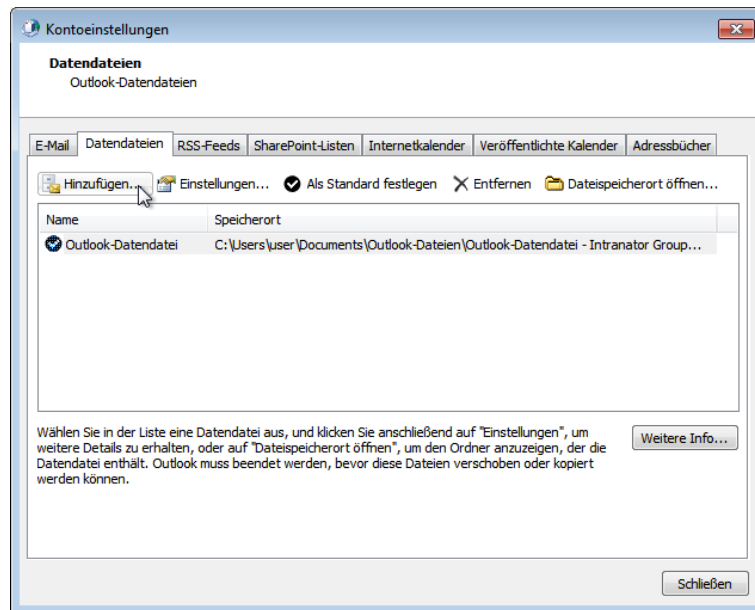 Kontoeinstellungen
Datendateien
Outlook-Datendateien
E-Mail Datendateien RSS-Feeds SharePoint-Listen Internetkalender Veröffentlichte Kalender Adressbücher
Hinzufügen... Einstellungen... Als Standard festlegen Entfernen Dateispeicherort öffnen...
Name Speicherort
Outlook-Datendatei C:\Users\user\Documents\Outlook-Dateien\Outlook-Datendatei - Intranator Group...
Wählen Sie in der Liste eine Datendatei aus, und klicken Sie anschließend auf "Einstellungen", um
weitere Details zu erhalten, oder auf "Dateispeicherort öffnen", um den Ordner anzuzeigen, der die
Datendatei enthält. Outlook muss beendet werden, bevor diese Dateien verschoben oder kopiert
werden können.
Weitere Info...
Schließen